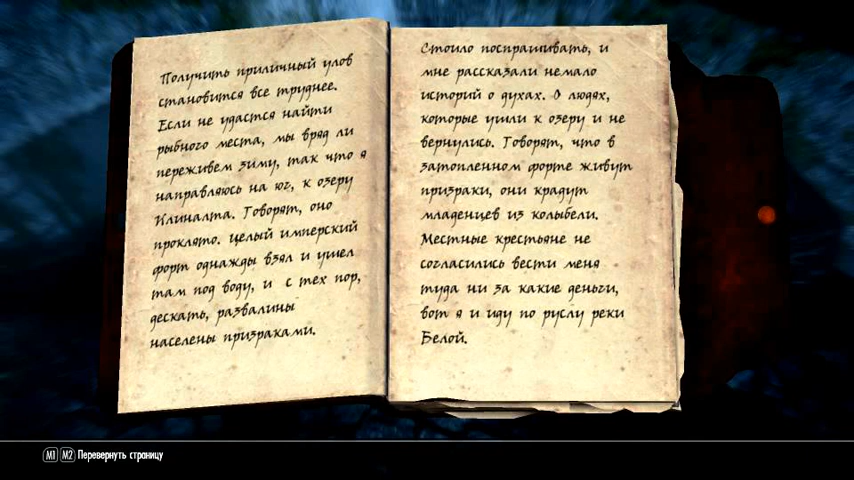 Получить приличный улов
становится все труднее.
Если не удастся найти
рыбного места, мы вряд ли
переживем зиму, так что я
направляюсь на юг, к озеру
Илиналта. Говорят, оно
проклято. Целый имперский
форт однажды взял и ушел
там под воду, и с тех пор,
дескать, развалины
населены призраками.
Стоило поспрашивать, и
мне рассказали немало
историй о духах. О людях,
которые ушли к озеру и не
вернулись. Говорят, что в
затопленном форте живут
призраки, они крадут
младенцев из колыбели.
Местные крестьяне не
согласились вести меня
туда ни за какие деньги,
вот я и иду по руслу реки
Белой.
M1 M2 Перевернуть страницу